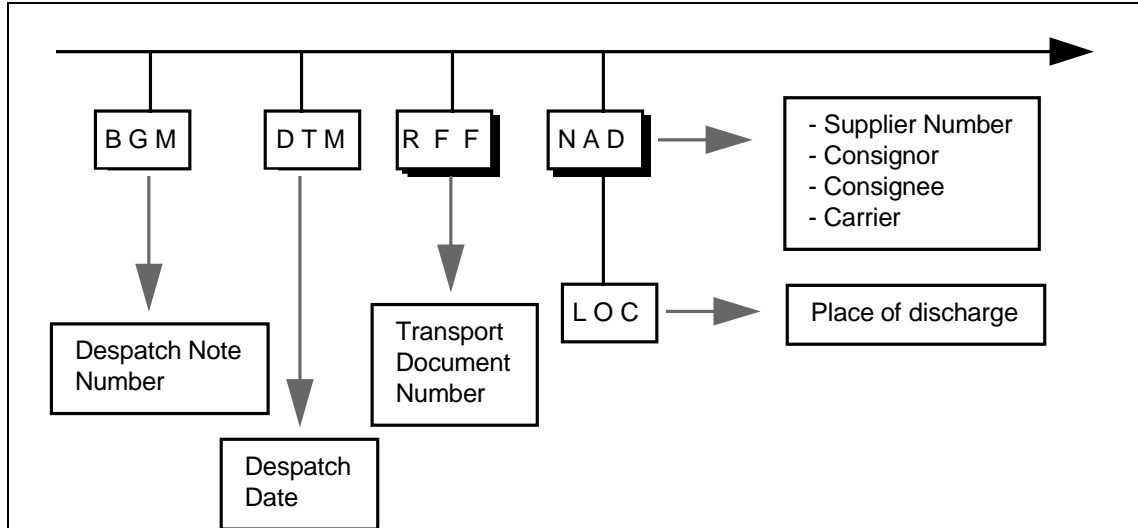 B G M
D T M
R F F
N A D
- Supplier Number
- Consignor
- Consignee
- Carrier
L O C
Place of discharge
Despatch Note
Number
Transport
Document
Number
Despatch
Date